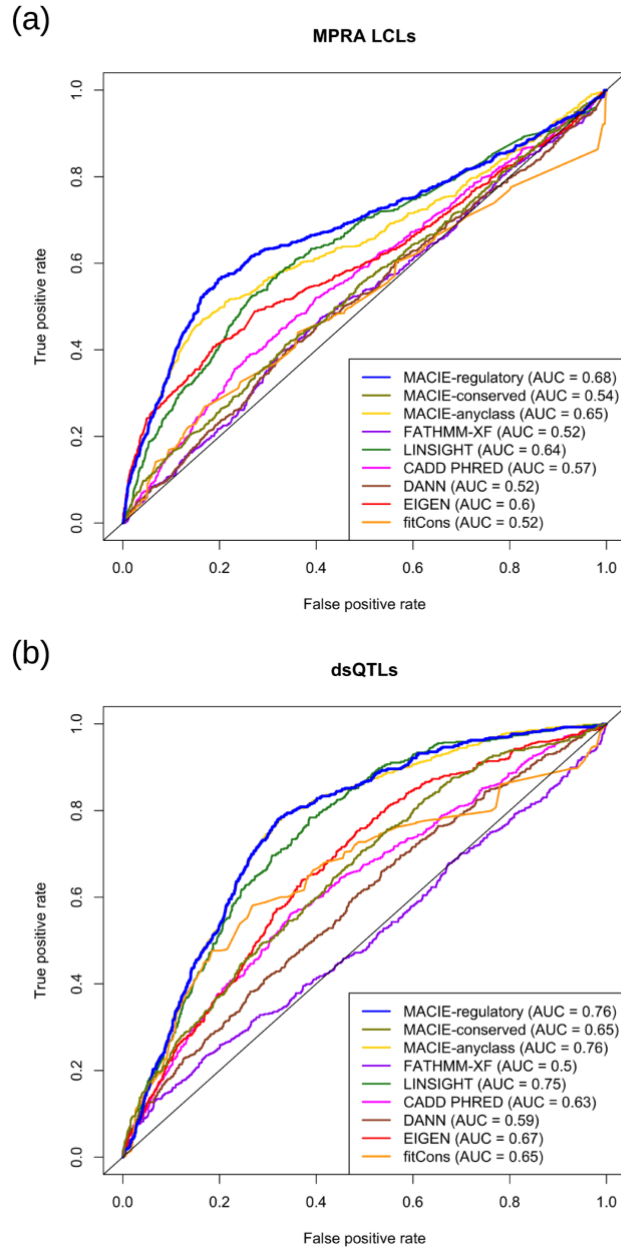 (a)
MPRA LCLs
True positive rate
1.0
0.8
0.6
0.4
0.2
0.0
MACIE-regulatory (AUC = 0.68)
MACIE-conserved (AUC = 0.54)
MACIE-anyclass (AUC = 0.65)
FATHMM-XF (AUC = 0.52)
LINSIGHT (AUC = 0.64)
CADD PHRED (AUC = 0.57)
DANN (AUC = 0.52)
EIGEN (AUC = 0.6)
fitCons (AUC = 0.52)
0.0 0.2 0.4 0.6 0.8 1.0
False positive rate
(b)
dsQTLs
True positive rate
1.0
0.8
0.6
0.4
0.2
0.0
MACIE-regulatory (AUC = 0.76)
MACIE-conserved (AUC = 0.65)
MACIE-anyclass (AUC = 0.76)
FATHMM-XF (AUC = 0.5)
LINSIGHT (AUC = 0.75)
CADD PHRED (AUC = 0.63)
DANN (AUC = 0.59)
EIGEN (AUC = 0.67)
fitCons (AUC = 0.65)
0.0 0.2 0.4 0.6 0.8 1.0
False positive rate